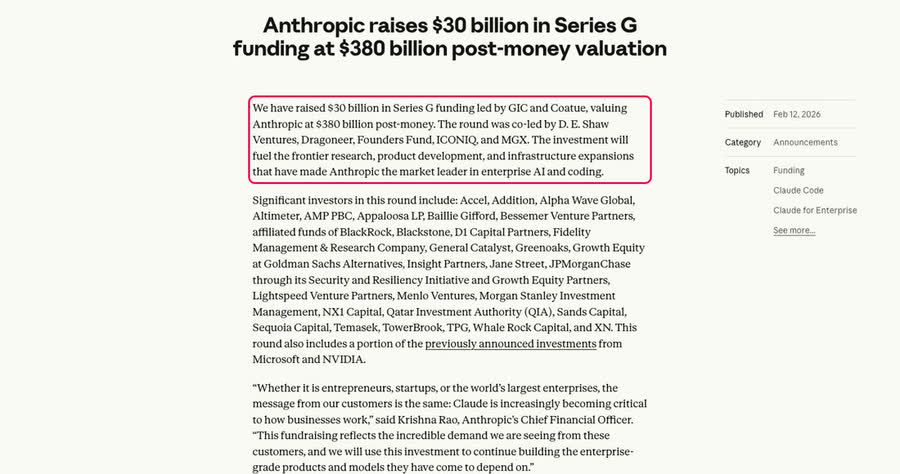 Anthropic raises $30 billion in Series G
funding at $380 billion post-money valuation
We have raised $30 billion in Series G funding led by GIC and Coatue, valuing
Anthropic at $380 billion post-money. The round was co-led by D. E. Shaw
Ventures, Dragoneer, Founders Fund, ICONIQ, and MGX. The investment will
fuel the frontier research, product development, and infrastructure expansions
that have made Anthropic the market leader in enterprise AI and coding.
Significant investors in this round include: Accel, Addition, Alpha Wave Global,
Altimeter, AMP PBC, Appaloosa LP, Baillie Gifford, Bessemer Venture Partners,
affiliated funds of BlackRock, Blackstone, D1 Capital Partners, Fidelity
Management & Research Company, General Catalyst, Greenoaks, Growth Equity
at Goldman Sachs Alternatives, Insight Partners, Jane Street, JPMorganChase
through its Security and Resiliency Initiative and Growth Equity Partners,
Lightspeed Venture Partners, Menlo Ventures, Morgan Stanley Investment
Management, NX1 Capital, Qatar Investment Authority (QIA), Sands Capital,
Sequoia Capital, Temasek, TowerBrook, TPG, Whale Rock Capital, and XN. This
round also includes a portion of the previously announced investments from
Microsoft and NVIDIA.
“Whether it is entrepreneurs, startups, or the world’s largest enterprises, the
message from our customers is the same: Claude is increasingly becoming critical
to how businesses work,” said Krishna Rao, Anthropic’s Chief Financial Officer.
“This fundraising reflects the incredible demand we are seeing from these
customers, and we will use this investment to continue building the enterprise-
grade products and models they have come to depend on.”
Published Feb 12, 2026
Category Announcements
Topics Funding
Claude Code
Claude for Enterprise
See more...